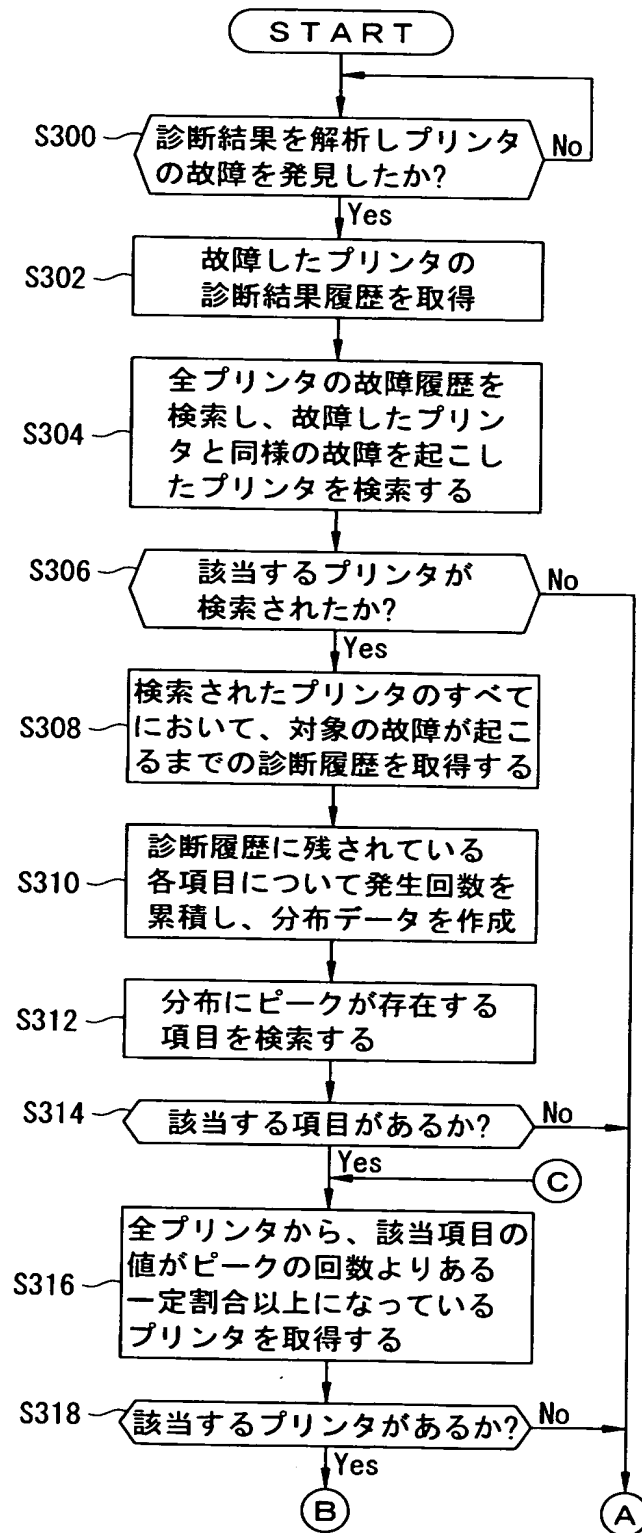 START
S300
診断結果を解析しプリンタ
の故障を発見したか?
No
Yes
S302
故障したプリンタの
診断結果履歴を取得
S304
全プリンタの故障履歴を
検索し、故障したプリン
タと同様の故障を起こし
たプリンタを検索する
S306
該当するプリンタが
検索されたか?
No
Yes
S308
検索されたプリンタのすべて
において、対象の故障が起こ
るまでの診断履歴を取得する
S310
診断履歴に残されている
各項目について発生回数を
累積し、分布データを作成
S312
分布にピークが存在する
項目を検索する
S314
該当する項目があるか?
No
Yes
C
S316
全プリンタから、該当項目の
値がピークの回数よりある
一定割合以上になっている
プリンタを取得する
S318
該当するプリンタがあるか?
No
Yes
B
A